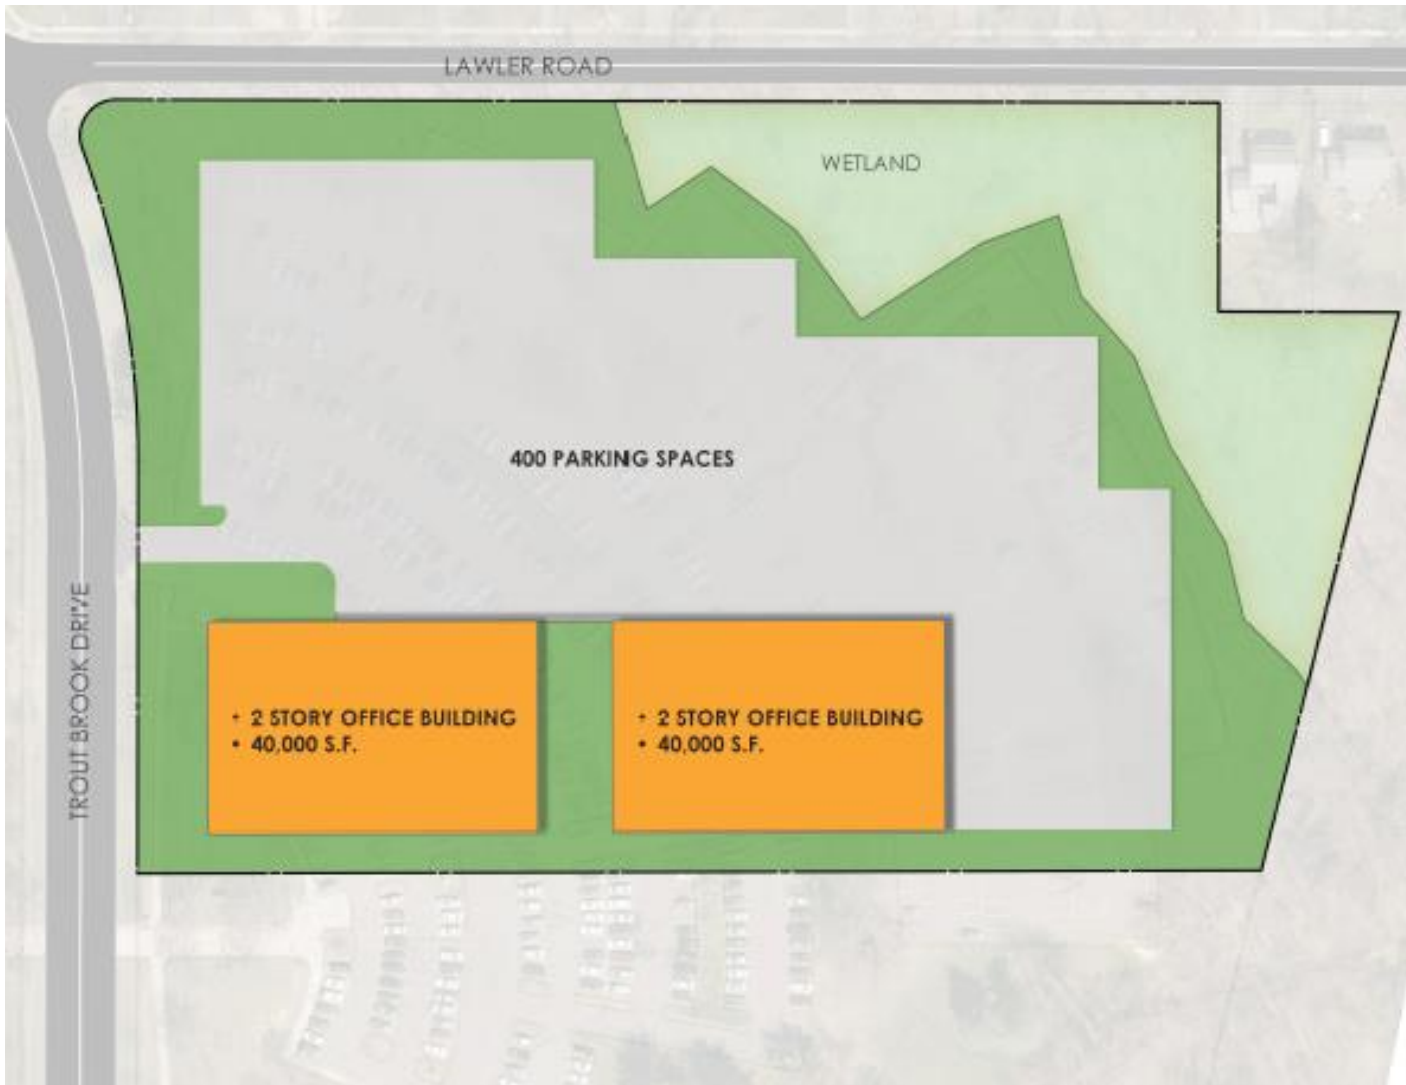 LAWLER ROAD
WETLAND
400 PARKING SPACES
TROUT BROOK DRIVE
+ 2 STORY OFFICE BUILDING
• 40,000 S.F.
+ 2 STORY OFFICE BUILDING
• 40,000 S.F.